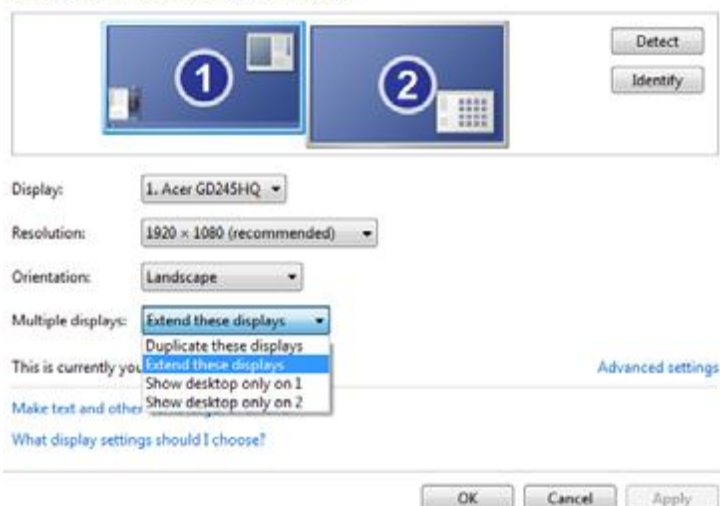 1
2
Detect
Identify
Display: 1. Acer GD245HQ
Resolution: 1920 × 1080 (recommended)
Orientation: Landscape
Multiple displays: Extend these displays
Duplicate these displays
This is currently you Extend these displays Advanced settings
Show desktop only on 1
Make text and other Show desktop only on 2
What display settings should I choose?
OK Cancel Apply